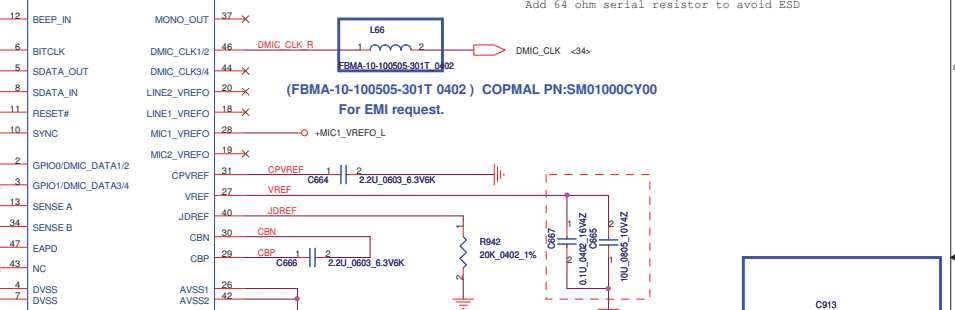 Add 64 ohm serial resistor to avoid ESD
12 BEEP_IN MONO_OUT 37
L66
6 BITCLK DMIC_CLK1/2 46 DMIC_CLK_R 1 2 DMIC_CLK <34>
5 SDATA_OUT DMIC_CLK3/4 44 FBMA-10-100505-301T_0402
8 SDATA_IN LINE2_VREFO 20 (FBMA-10-100505-301T 0402 ) COPMAL PN:SM01000CY00
11 RESET# LINE1_VREFO 18 For EMI request.
10 SYNC MIC1_VREFO 28 +MIC1_VREFO_L
MIC2_VREFO 19
2 GPIO0/DMIC_DATA1/2 CPVREF 31 CPVREF 1 2
C664 2.2U_0603_6.3V6K
3 GPIO1/DMIC_DATA3/4 VREF 27 VREF
13 SENSE A JDREF 40 JDREF 1
34 SENSE B CBN 30 CBN
R942
20K_0402_1%
2
47 EAPD CBP 29 CBP 1 2
C666 2.2U_0603_6.3V6K
43 NC
C667 1 2 0.1U_0402_16V4Z
C665 2 1 10U_0805_10V4Z
4 DVSS AVSS1 26
7 DVSS AVSS2 42
C913